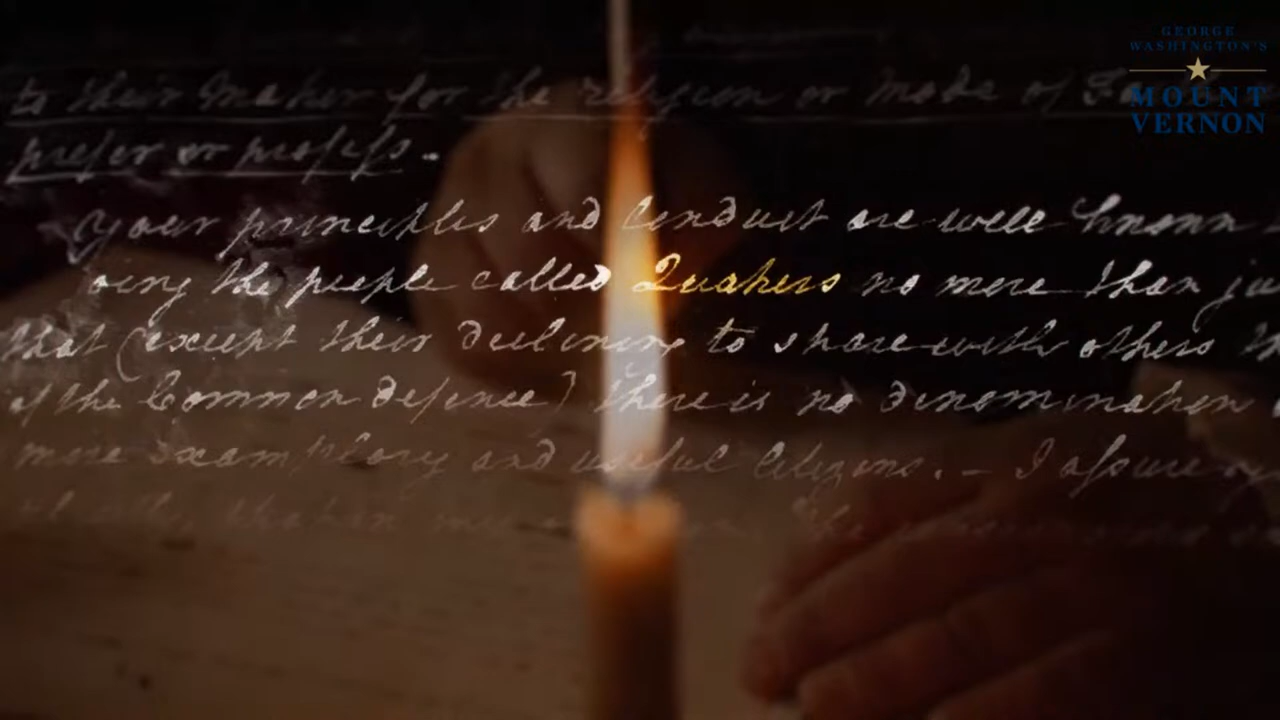 GEORGE
WASHINGTON'S
MOUNT
VERNON
to their Maker for the religion or mode of
prefer or profess.
Your principles and Conduct are well known
the people called Quakers no more than
that (except their declining to share with others
of the Common defence) there is no denomination
more exemplary and useful Citizens. – I assure